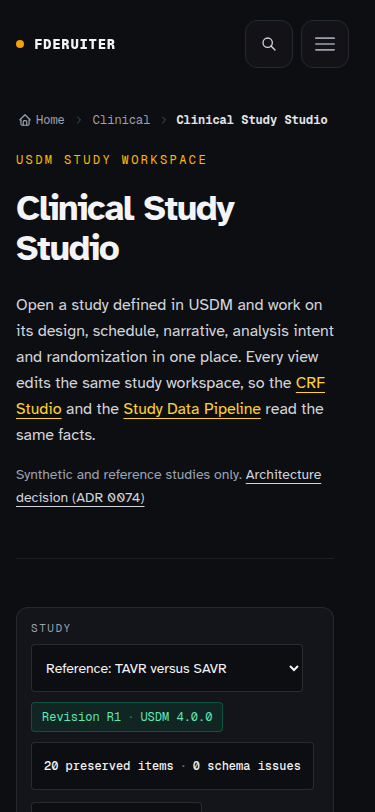 FDERUITER
Home > Clinical > Clinical Study Studio
USDM STUDY WORKSPACE
Clinical Study
Studio
Open a study defined in USDM and work on
its design, schedule, narrative, analysis intent
and randomization in one place. Every view
edits the same study workspace, so the CRF
Studio and the Study Data Pipeline read the
same facts.
Synthetic and reference studies only. Architecture
decision (ADR 0074)
STUDY
Reference: TAVR versus SAVR
Revision R1 · USDM 4.0.0
20 preserved items · 0 schema issues